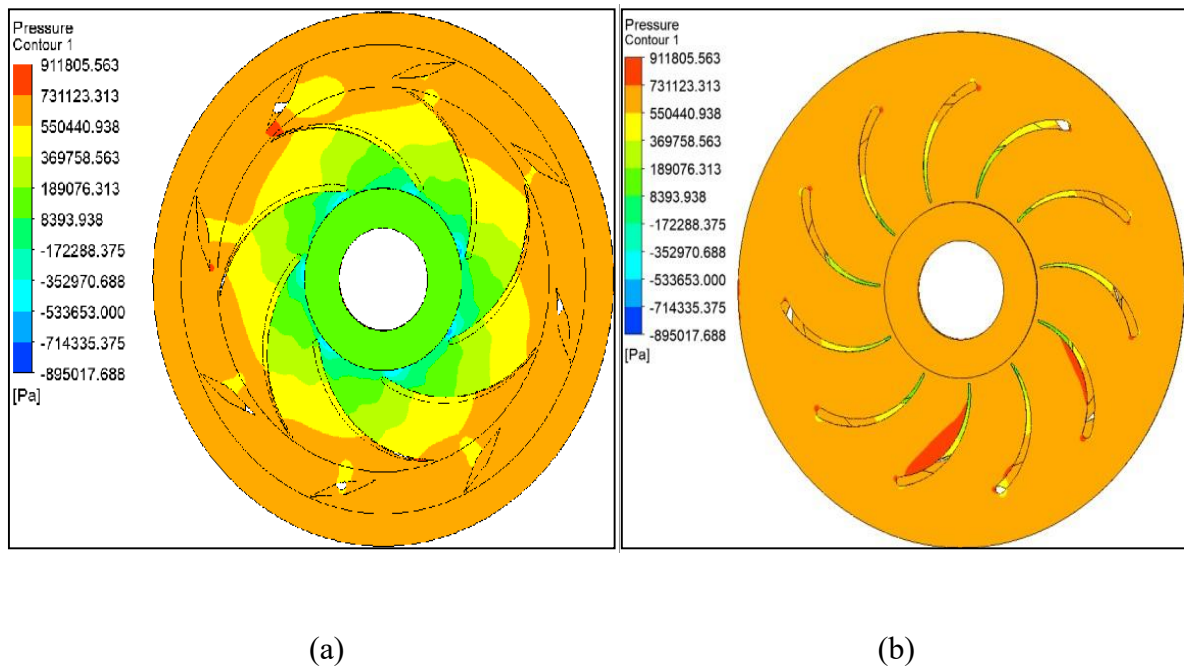 Pressure
Contour 1
911805.563
731123.313
550440.938
369758.563
189076.313
8393.938
-172288.375
-352970.688
-533653.000
-714335.375
-895017.688
[Pa]
Pressure
Contour 1
911805.563
731123.313
550440.938
369758.563
189076.313
8393.938
-172288.375
-352970.688
-533653.000
-714335.375
-895017.688
[Pa]
(a)
(b)